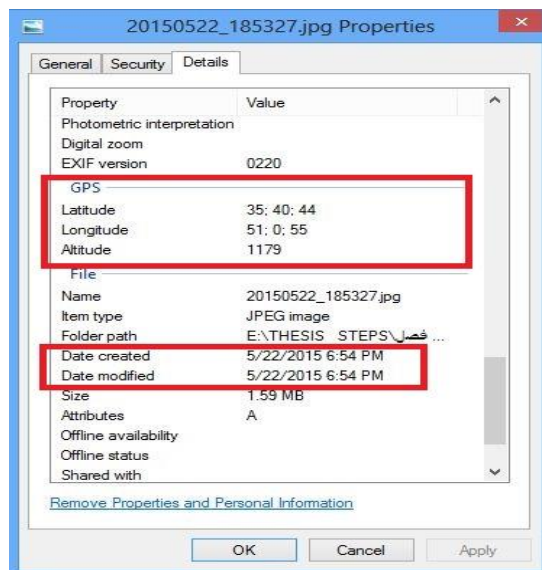 20150522_185327.jpg Properties
General Security Details
Property Value
Photometric interpretation
Digital zoom
EXIF version 0220
GPS
Latitude 35; 40; 44
Longitude 51; 0; 55
Altitude 1179
File
Name 20150522_185327.jpg
Item type JPEG image
Folder path E:\THESIS STEPS\فصل ...
Date created 5/22/2015 6:54 PM
Date modified 5/22/2015 6:54 PM
Size 1.59 MB
Attributes A
Offline availability
Offline status
Shared with
Remove Properties and Personal Information
OK Cancel Apply